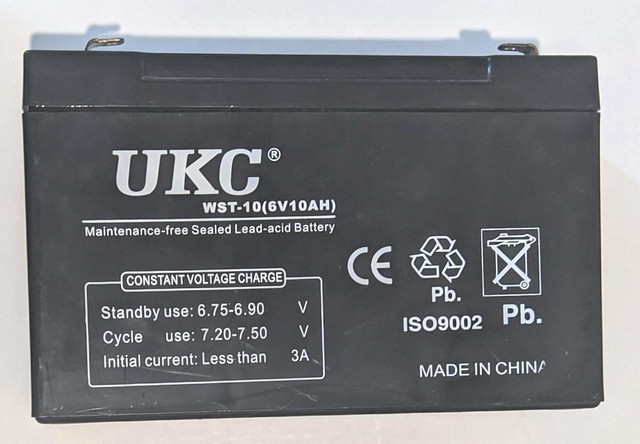 UKC®
WST-10(6V10AH)
Maintenance-free Sealed Lead-acid Battery
CONSTANT VOLTAGE CHARGE
Standby use: 6.75-6.90 V
Cycle use: 7.20-7.50 V
Initial current: Less than 3A
CE
Pb.
ISO9002
Pb.
MADE IN CHINA